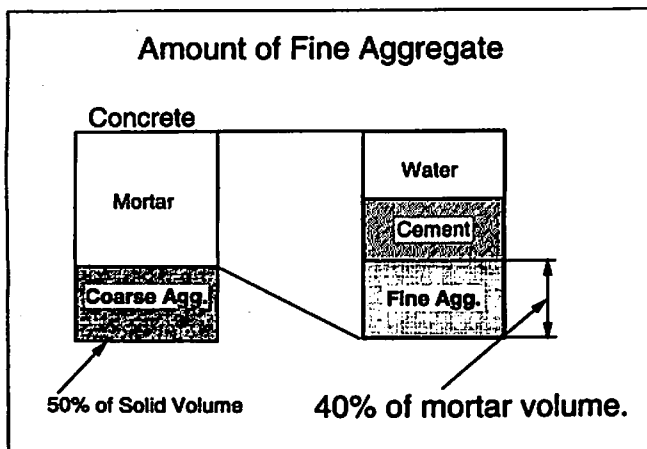 Amount of Fine Aggregate
Concrete
Mortar
Coarse Agg.
50% of Solid Volume
Water
Cement
Fine Agg.
40% of mortar volume.